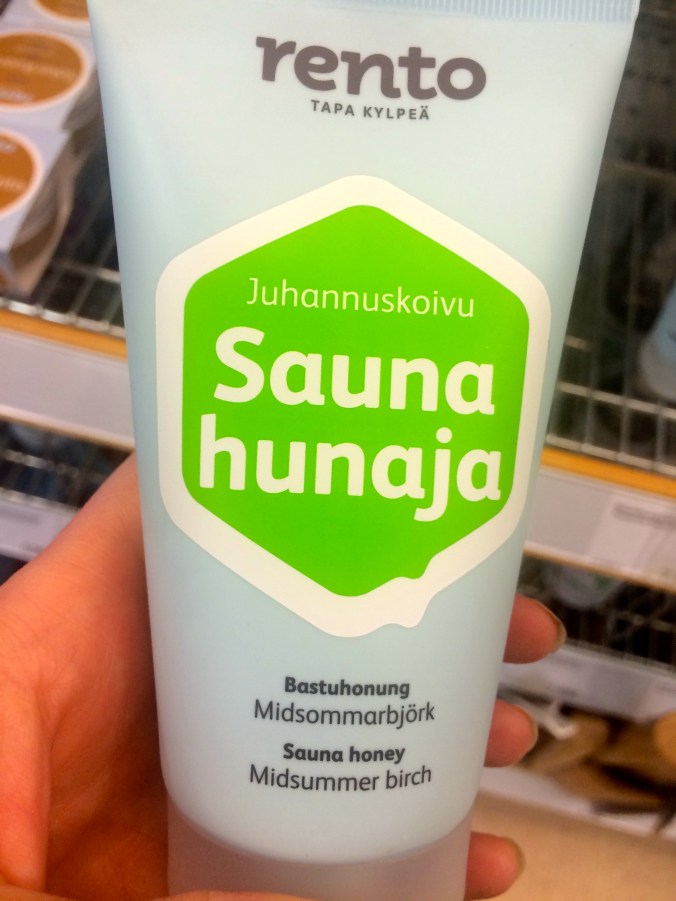 rento
TAPA KYLPEÄ
Juhannuskoivu
Sauna
hunaja
Bastuhonung
Midsommarbjörk
Sauna honey
Midsummer birch